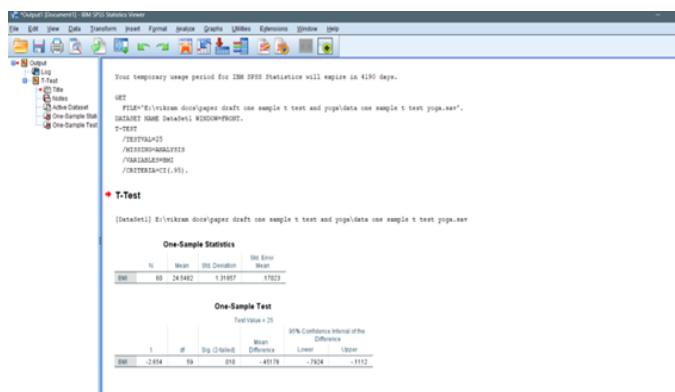 *Output1 [Document1] - IBM SPSS Statistics Viewer
File Edit View Data Transform Insert Format Analyze Graphs Utilities Extensions Window Help
Output
Log
T-Test
Title
Notes
Active Dataset
One-Sample Stati
One-Sample Test
Your temporary usage period for IBM SPSS Statistics will expire in 4190 days.
GET
FILE='E:\vikram docs\paper draft one sample t test and yoga\data one sample t test yoga.sav'.
DATASET NAME DataSet1 WINDOW=FRONT.
T-TEST
/TESTVAL=25
/MISSING=ANALYSIS
/VARIABLES=BMI
/CRITERIA=CI(.95).
T-Test
[DataSet1] E:\vikram docs\paper draft one sample t test and yoga\data one sample t test yoga.sav
One-Sample Statistics
N Mean Std. Deviation Std. Error Mean
BMI 60 24.5482 1.31857 .17023
One-Sample Test
Test Value = 25
95% Confidence Interval of the Difference
t df Sig. (2-tailed) Mean Difference Lower Upper
BMI -2.654 59 .010 -.45178 -.7924 -.1112